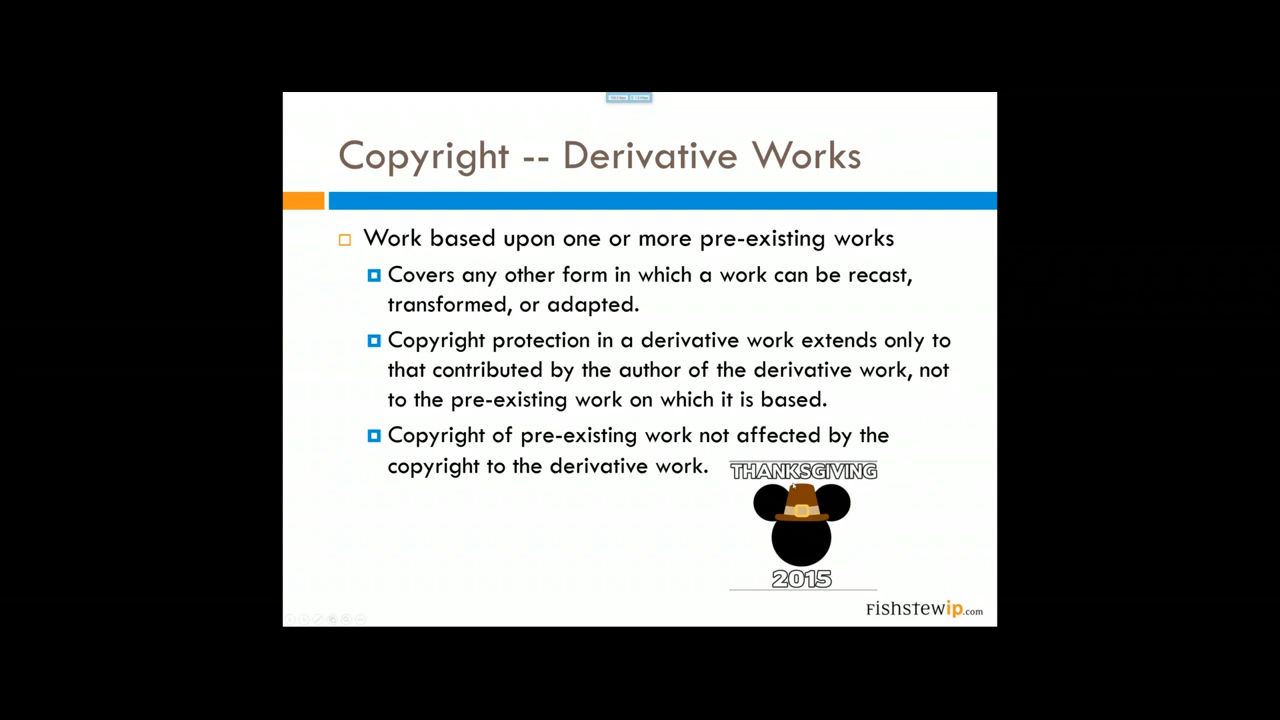 Copyright -- Derivative Works
Work based upon one or more pre-existing works
Covers any other form in which a work can be recast,
transformed, or adapted.
Copyright protection in a derivative work extends only to
that contributed by the author of the derivative work, not
to the pre-existing work on which it is based.
Copyright of pre-existing work not affected by the
copyright to the derivative work.
THANKSGIVING
2015
Fishstewip.com